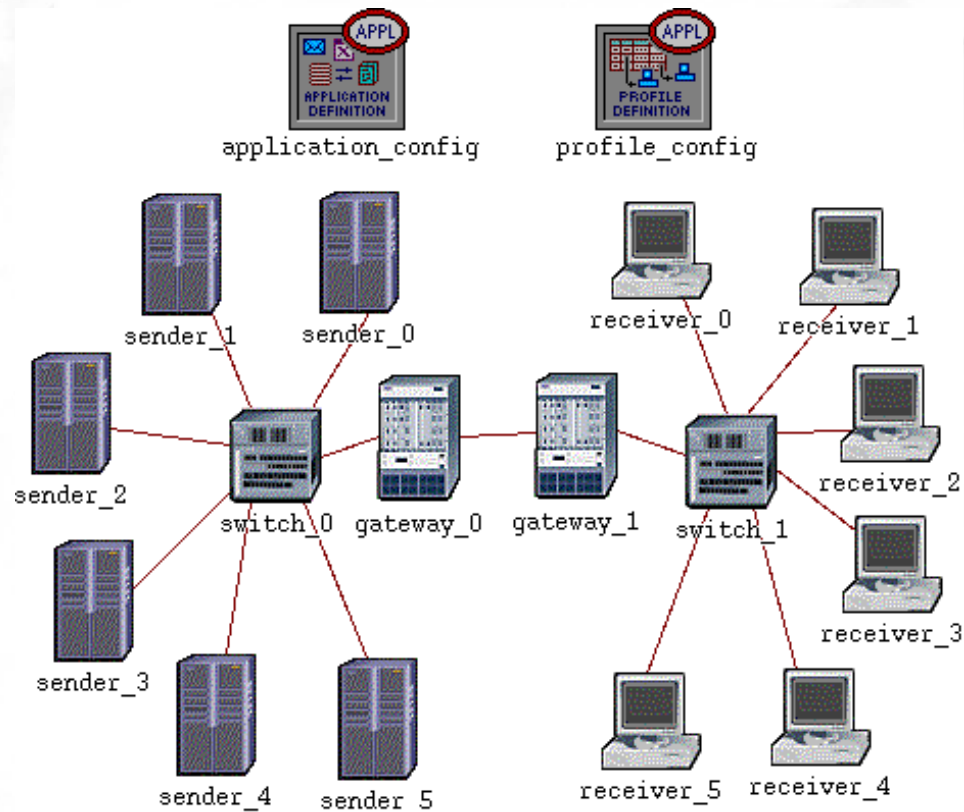 APPL
APPLICATION
DEFINITION
application_config
APPL
PROFILE
DEFINITION
profile_config
sender_1
sender_0
receiver_0
receiver_1
sender_2
switch_0
gateway_0
gateway_1
switch_1
receiver_2
sender_3
receiver_3
sender_4
sender_5
receiver_5
receiver_4